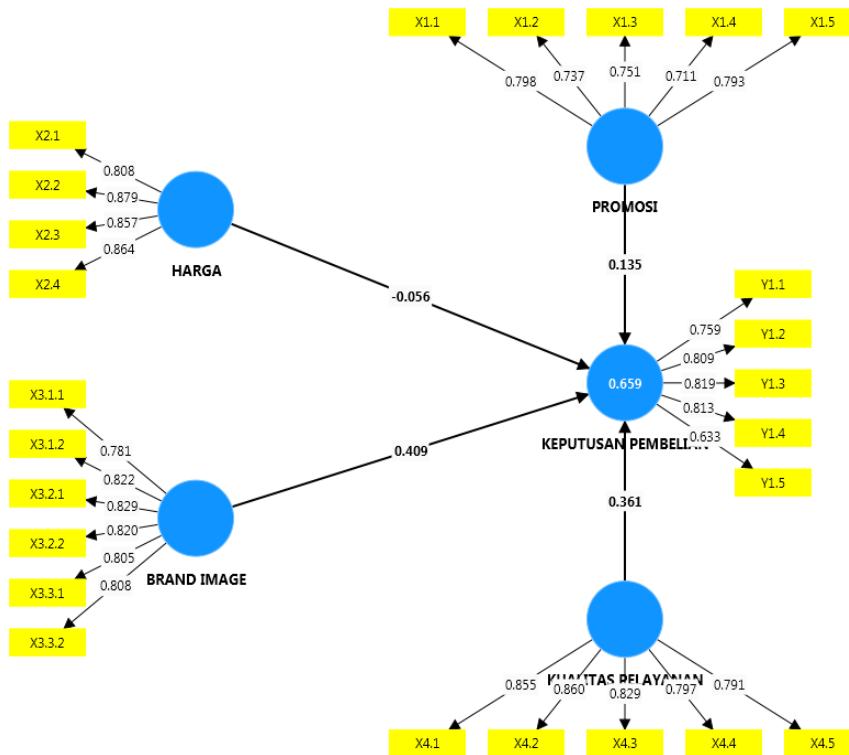 X1.1 X1.2 X1.3 X1.4 X1.5
0.798 0.737 0.751 0.711 0.793
PROMOSI
X2.1
X2.2
X2.3
X2.4
0.808
0.879
0.857
0.864
HARGA
-0.056
0.135
Y1.1
Y1.2
Y1.3
Y1.4
Y1.5
0.759
0.809
0.819
0.813
0.633
0.659
KEPUTUSAN PEMBELIAN
X3.1.1
X3.1.2
X3.2.1
X3.2.2
X3.3.1
X3.3.2
0.781
0.822
0.829
0.820
0.805
0.808
BRAND IMAGE
0.409
0.361
KUALITAS PELAYANAN
0.855 0.860 0.829 0.797 0.791
X4.1 X4.2 X4.3 X4.4 X4.5